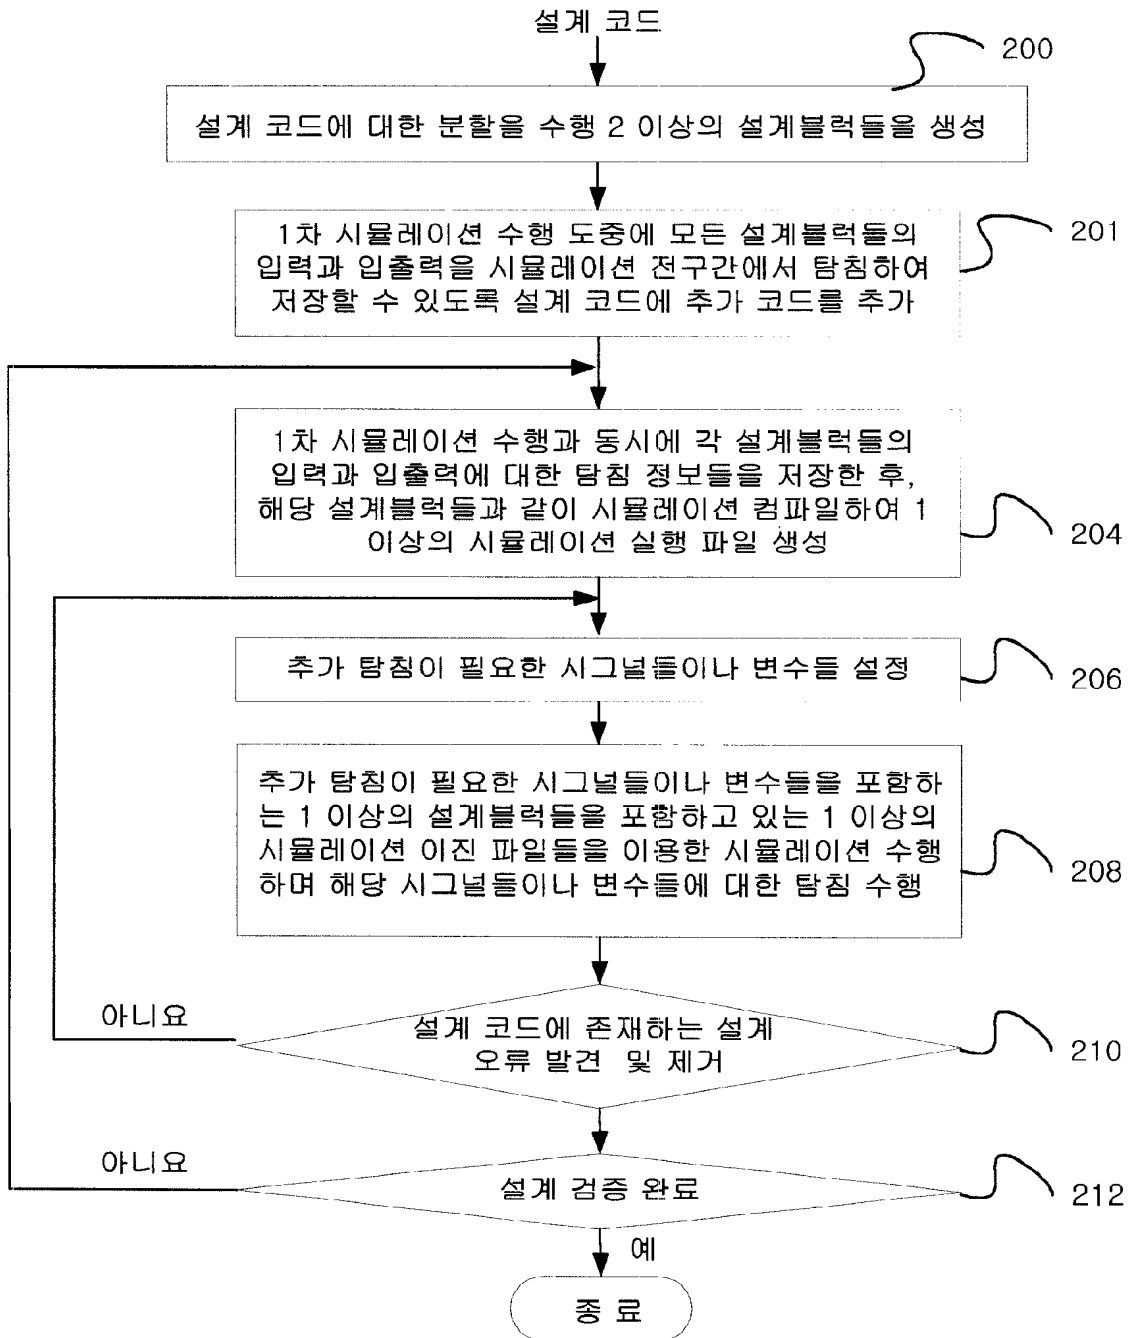 설계 코드
200
설계 코드에 대한 분할을 수행 2 이상의 설계블럭들을 생성
1차 시뮬레이션 수행 도중에 모든 설계블럭들의
입력과 입출력을 시뮬레이션 전구간에서 탐침하여
저장할 수 있도록 설계 코드에 추가 코드를 추가
201
1차 시뮬레이션 수행과 동시에 각 설계블럭들의
입력과 입출력에 대한 탐침 정보들을 저장한 후,
해당 설계블럭들과 같이 시뮬레이션 컴파일하여 1
이상의 시뮬레이션 실행 파일 생성
204
추가 탐침이 필요한 시그널들이나 변수들 설정
206
추가 탐침이 필요한 시그널들이나 변수들을 포함하
는 1 이상의 설계블럭들을 포함하고 있는 1 이상의
시뮬레이션 이진 파일들을 이용한 시뮬레이션 수행
하며 해당 시그널들이나 변수들에 대한 탐침 수행
208
아니요
설계 코드에 존재하는 설계
오류 발견 및 제거
210
아니요
설계 검증 완료
212
예
종 료